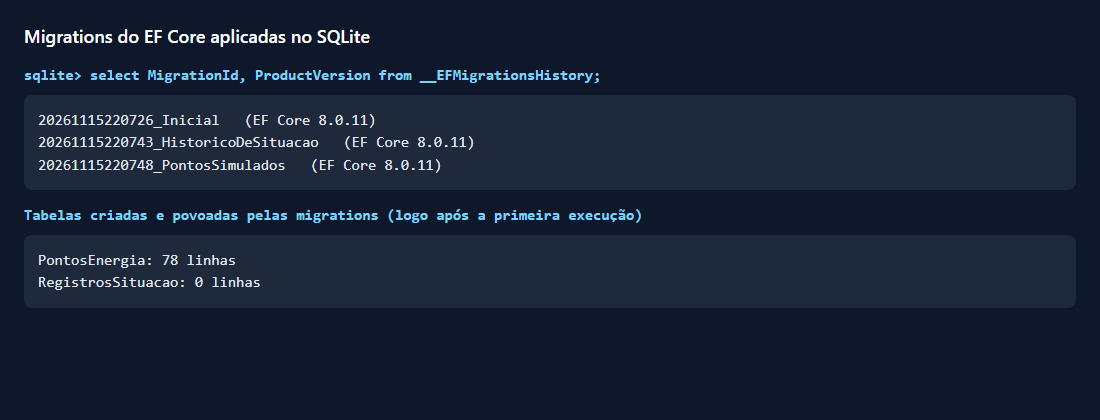 Migrations do EF Core aplicadas no SQLite
sqlite> select MigrationId, ProductVersion from __EFMigrationsHistory;
20261115220726_Inicial (EF Core 8.0.11)
20261115220743_HistoricoDeSituacao (EF Core 8.0.11)
20261115220748_PontosSimulados (EF Core 8.0.11)
Tabelas criadas e povoadas pelas migrations (logo após a primeira execução)
PontosEnergia: 78 linhas
RegistrosSituacao: 0 linhas